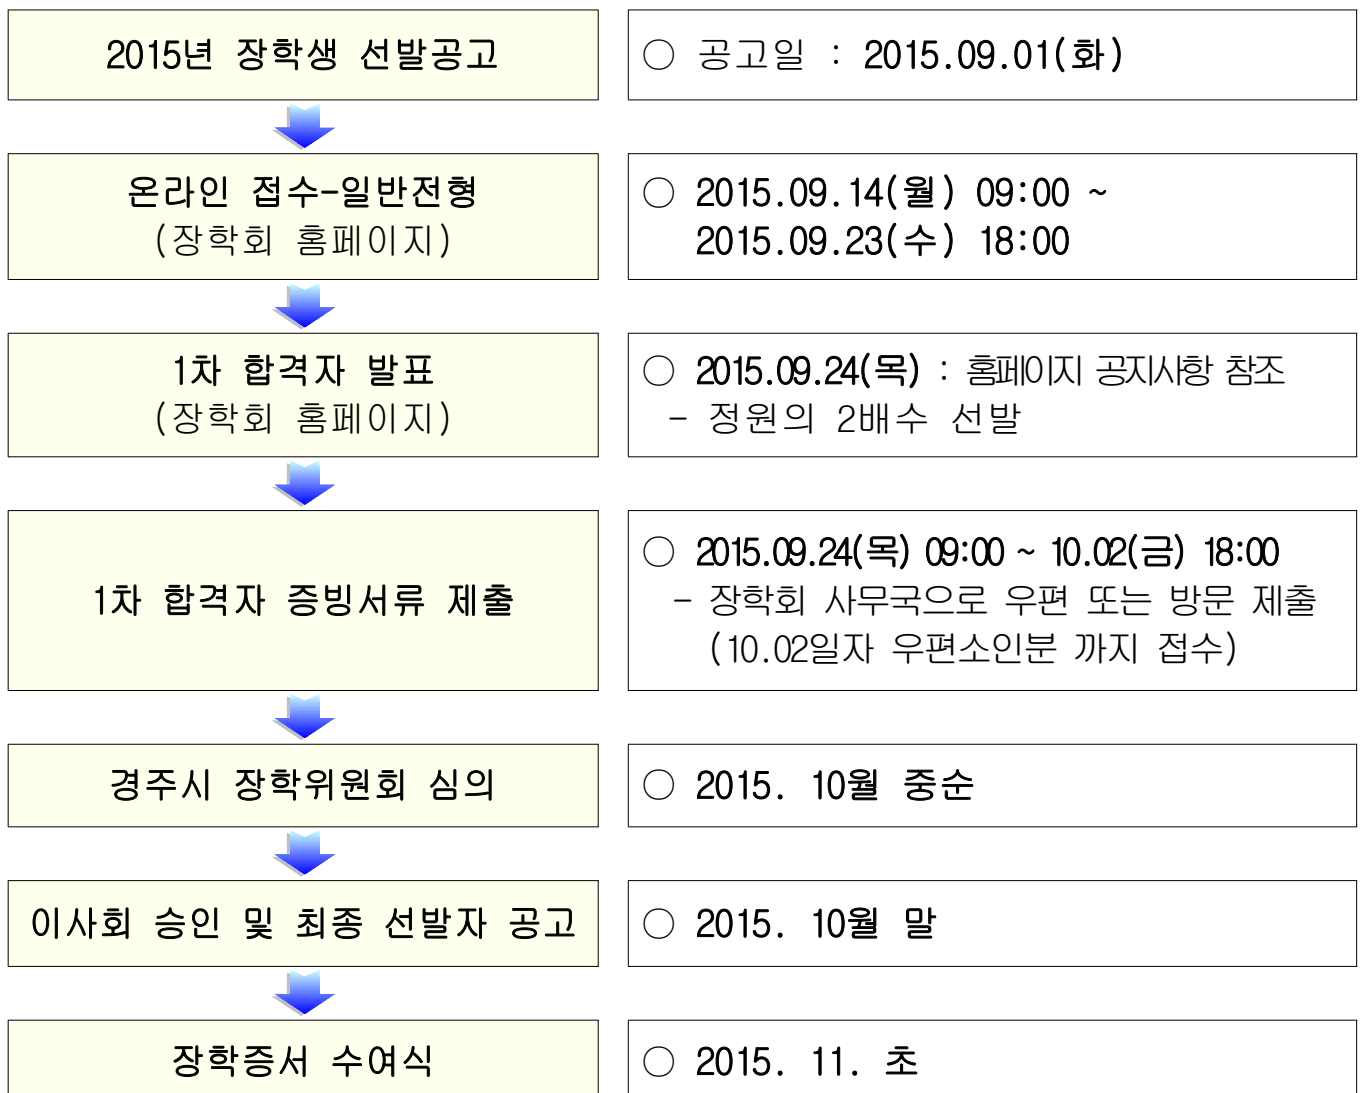 2015년 장학생 선발공고
○ 공고일 : 2015.09.01(화)
온라인 접수-일반전형
(장학회 홈페이지)
○ 2015.09.14(월) 09:00 ~
2015.09.23(수) 18:00
1차 합격자 발표
(장학회 홈페이지)
○ 2015.09.24(목) : 홈페이지 공지사항 참조
- 정원의 2배수 선발
1차 합격자 증빙서류 제출
○ 2015.09.24(목) 09:00 ~ 10.02(금) 18:00
- 장학회 사무국으로 우편 또는 방문 제출
(10.02일자 우편소인분 까지 접수)
경주시 장학위원회 심의
○ 2015. 10월 중순
이사회 승인 및 최종 선발자 공고
○ 2015. 10월 말
장학증서 수여식
○ 2015. 11. 초